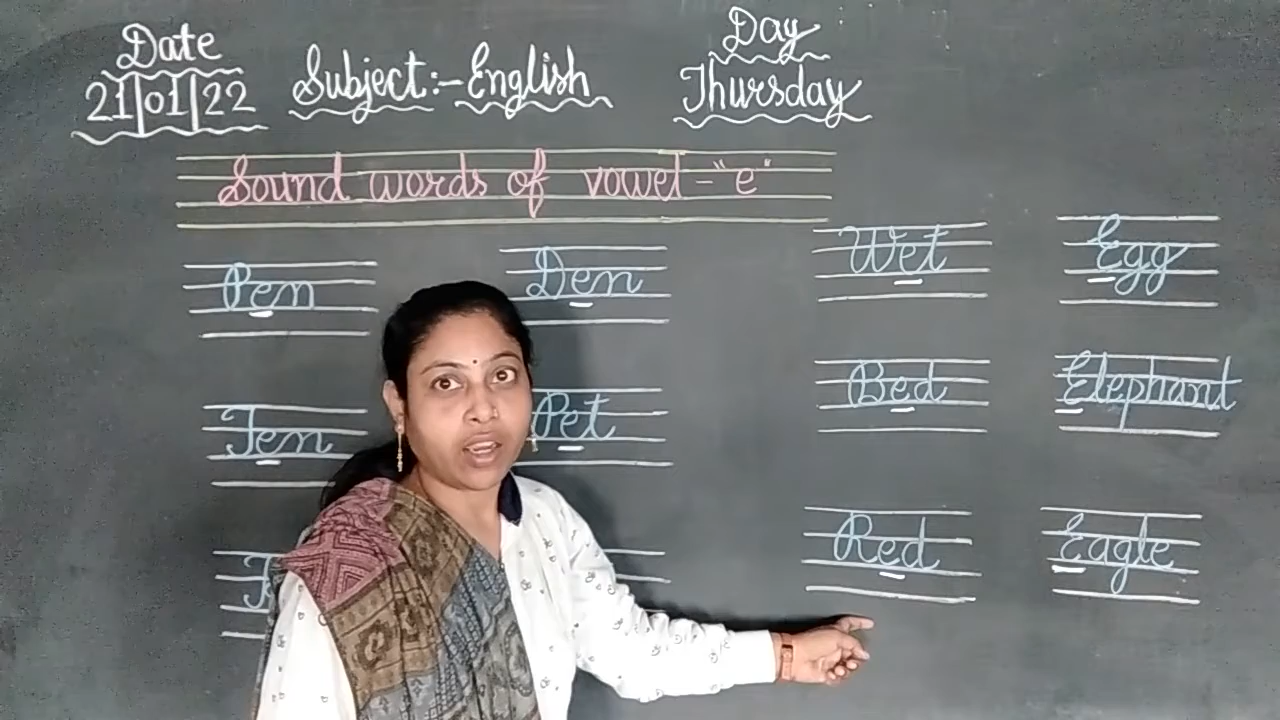 Date
21/01/22
Subject:- English
Day
Thursday
Sound words of vowel - "e"
Pen
Den
Wet
Egg
Ten
Pet
Bed
Elephant
Red
Eagle